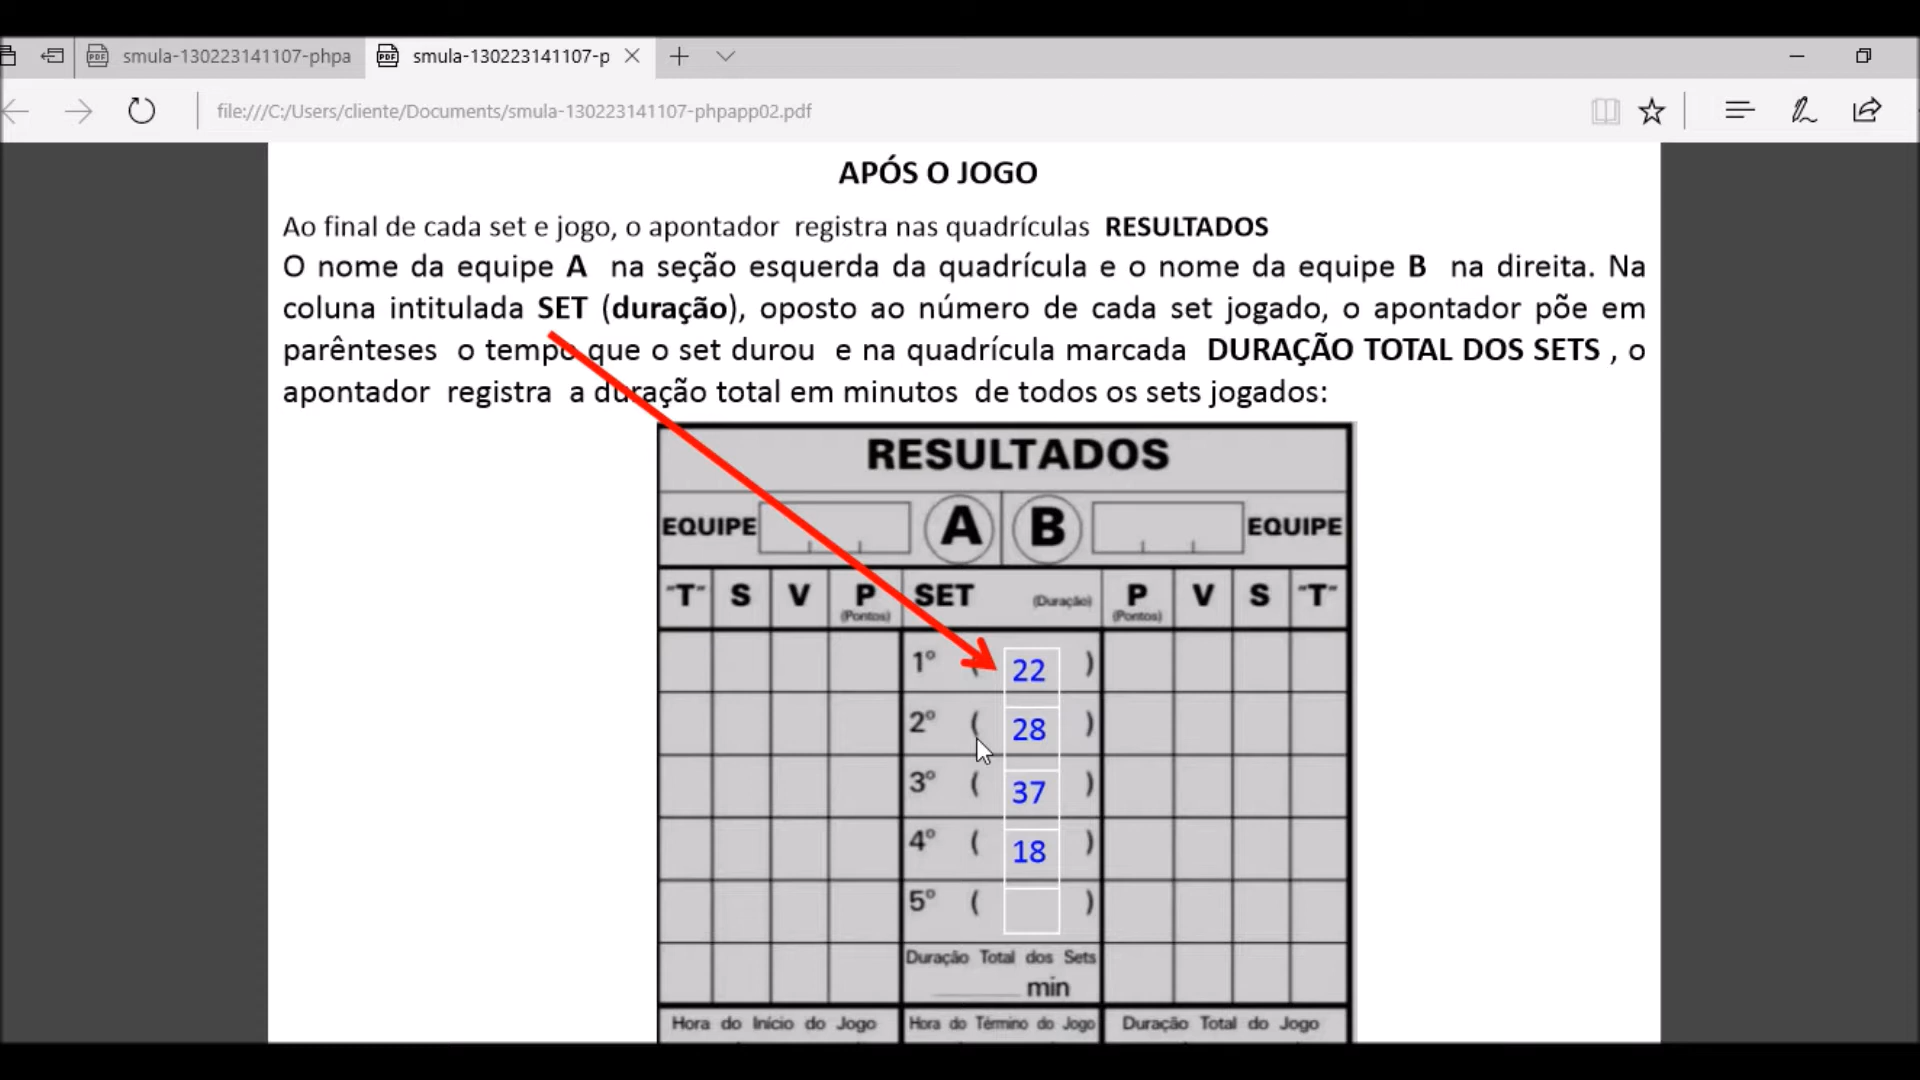 smula-130223141107-phpa
smula-130223141107-p
file:///C:/Users/cliente/Documents/smula-130223141107-phpapp02.pdf
APÓS O JOGO
Ao final de cada set e jogo, o apontador registra nas quadrículas RESULTADOS
O nome da equipe A na seção esquerda da quadrícula e o nome da equipe B na direita. Na
coluna intitulada SET (duração), oposto ao número de cada set jogado, o apontador põe em
parênteses o tempo que o set durou e na quadrícula marcada DURAÇÃO TOTAL DOS SETS , o
apontador registra a duração total em minutos de todos os sets jogados:
RESULTADOS
EQUIPE A B EQUIPE
"T" S V P (Pontos) SET (Duração) P (Pontos) V S "T"
1º ( 22 )
2º ( 28 )
3º ( 37 )
4º ( 18 )
5º ( )
Duração Total dos Sets
min
Hora do Início do Jogo Hora do Término do Jogo Duração Total do Jogo